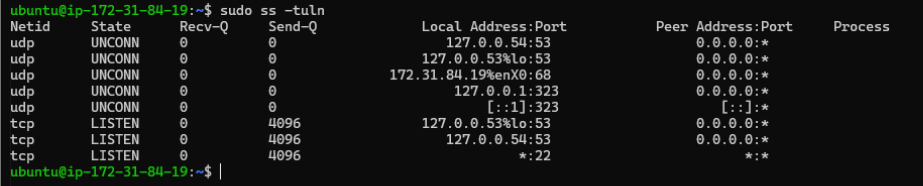 ubuntu@ip-172-31-84-19:~$ sudo ss -tuln
Netid State Recv-Q Send-Q Local Address:Port Peer Address:Port Process
udp UNCONN 0 0 127.0.0.54:53 0.0.0.0:*
udp UNCONN 0 0 127.0.0.53%lo:53 0.0.0.0:*
udp UNCONN 0 0 172.31.84.19%enX0:68 0.0.0.0:*
udp UNCONN 0 0 127.0.0.1:323 0.0.0.0:*
udp UNCONN 0 0 [::1]:323 [::]:*
tcp LISTEN 0 4096 127.0.0.53%lo:53 0.0.0.0:*
tcp LISTEN 0 4096 127.0.0.54:53 0.0.0.0:*
tcp LISTEN 0 4096 *:22 *:*
ubuntu@ip-172-31-84-19:~$